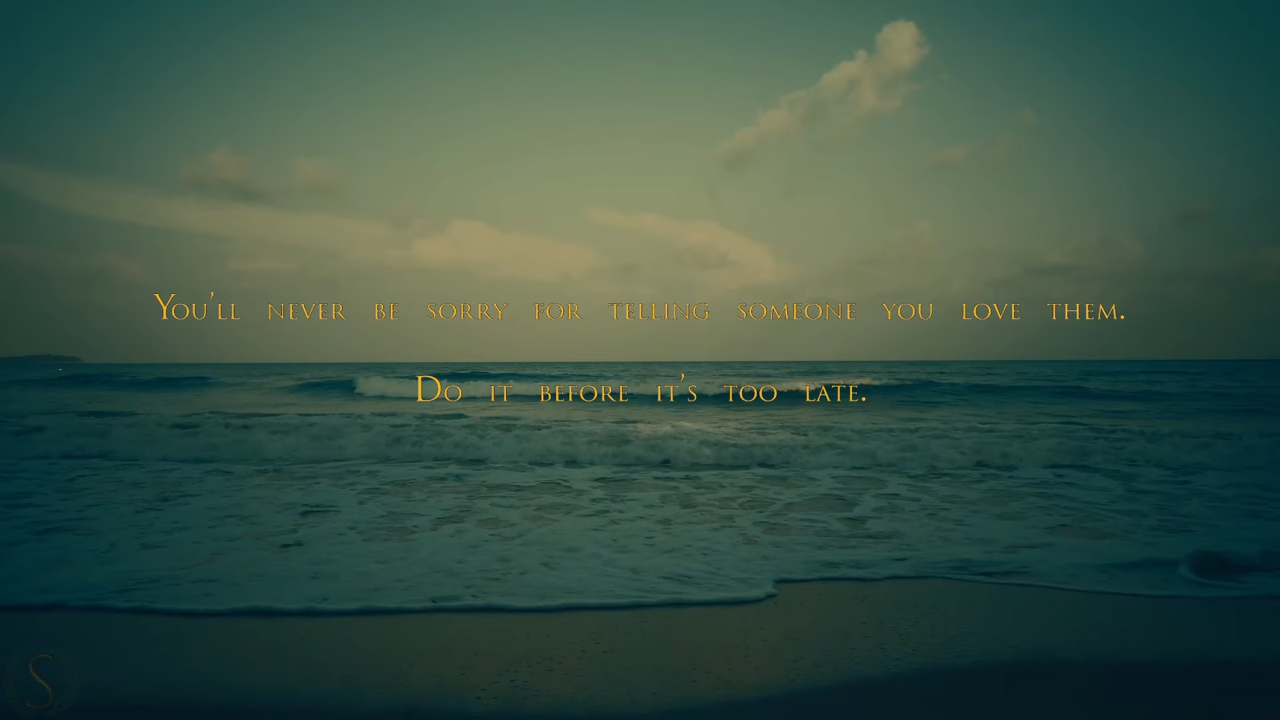 You'll never be sorry for telling someone you love them.
Do it before it's too late.
S